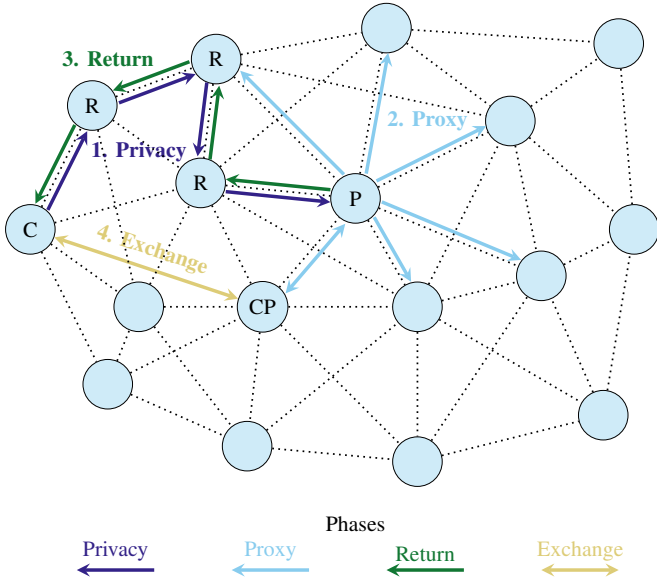 3. Return
R
R
2. Proxy
1. Privacy
R
P
C
4. Exchange
CP
Phases
Privacy
Proxy
Return
Exchange